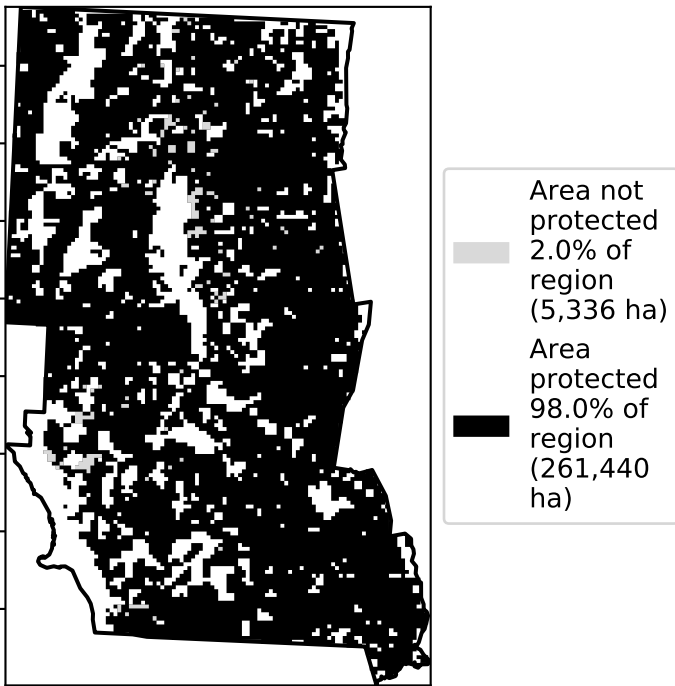 Area not
protected
2.0% of
region
(5,336 ha)
Area
protected
98.0% of
region
(261,440
ha)